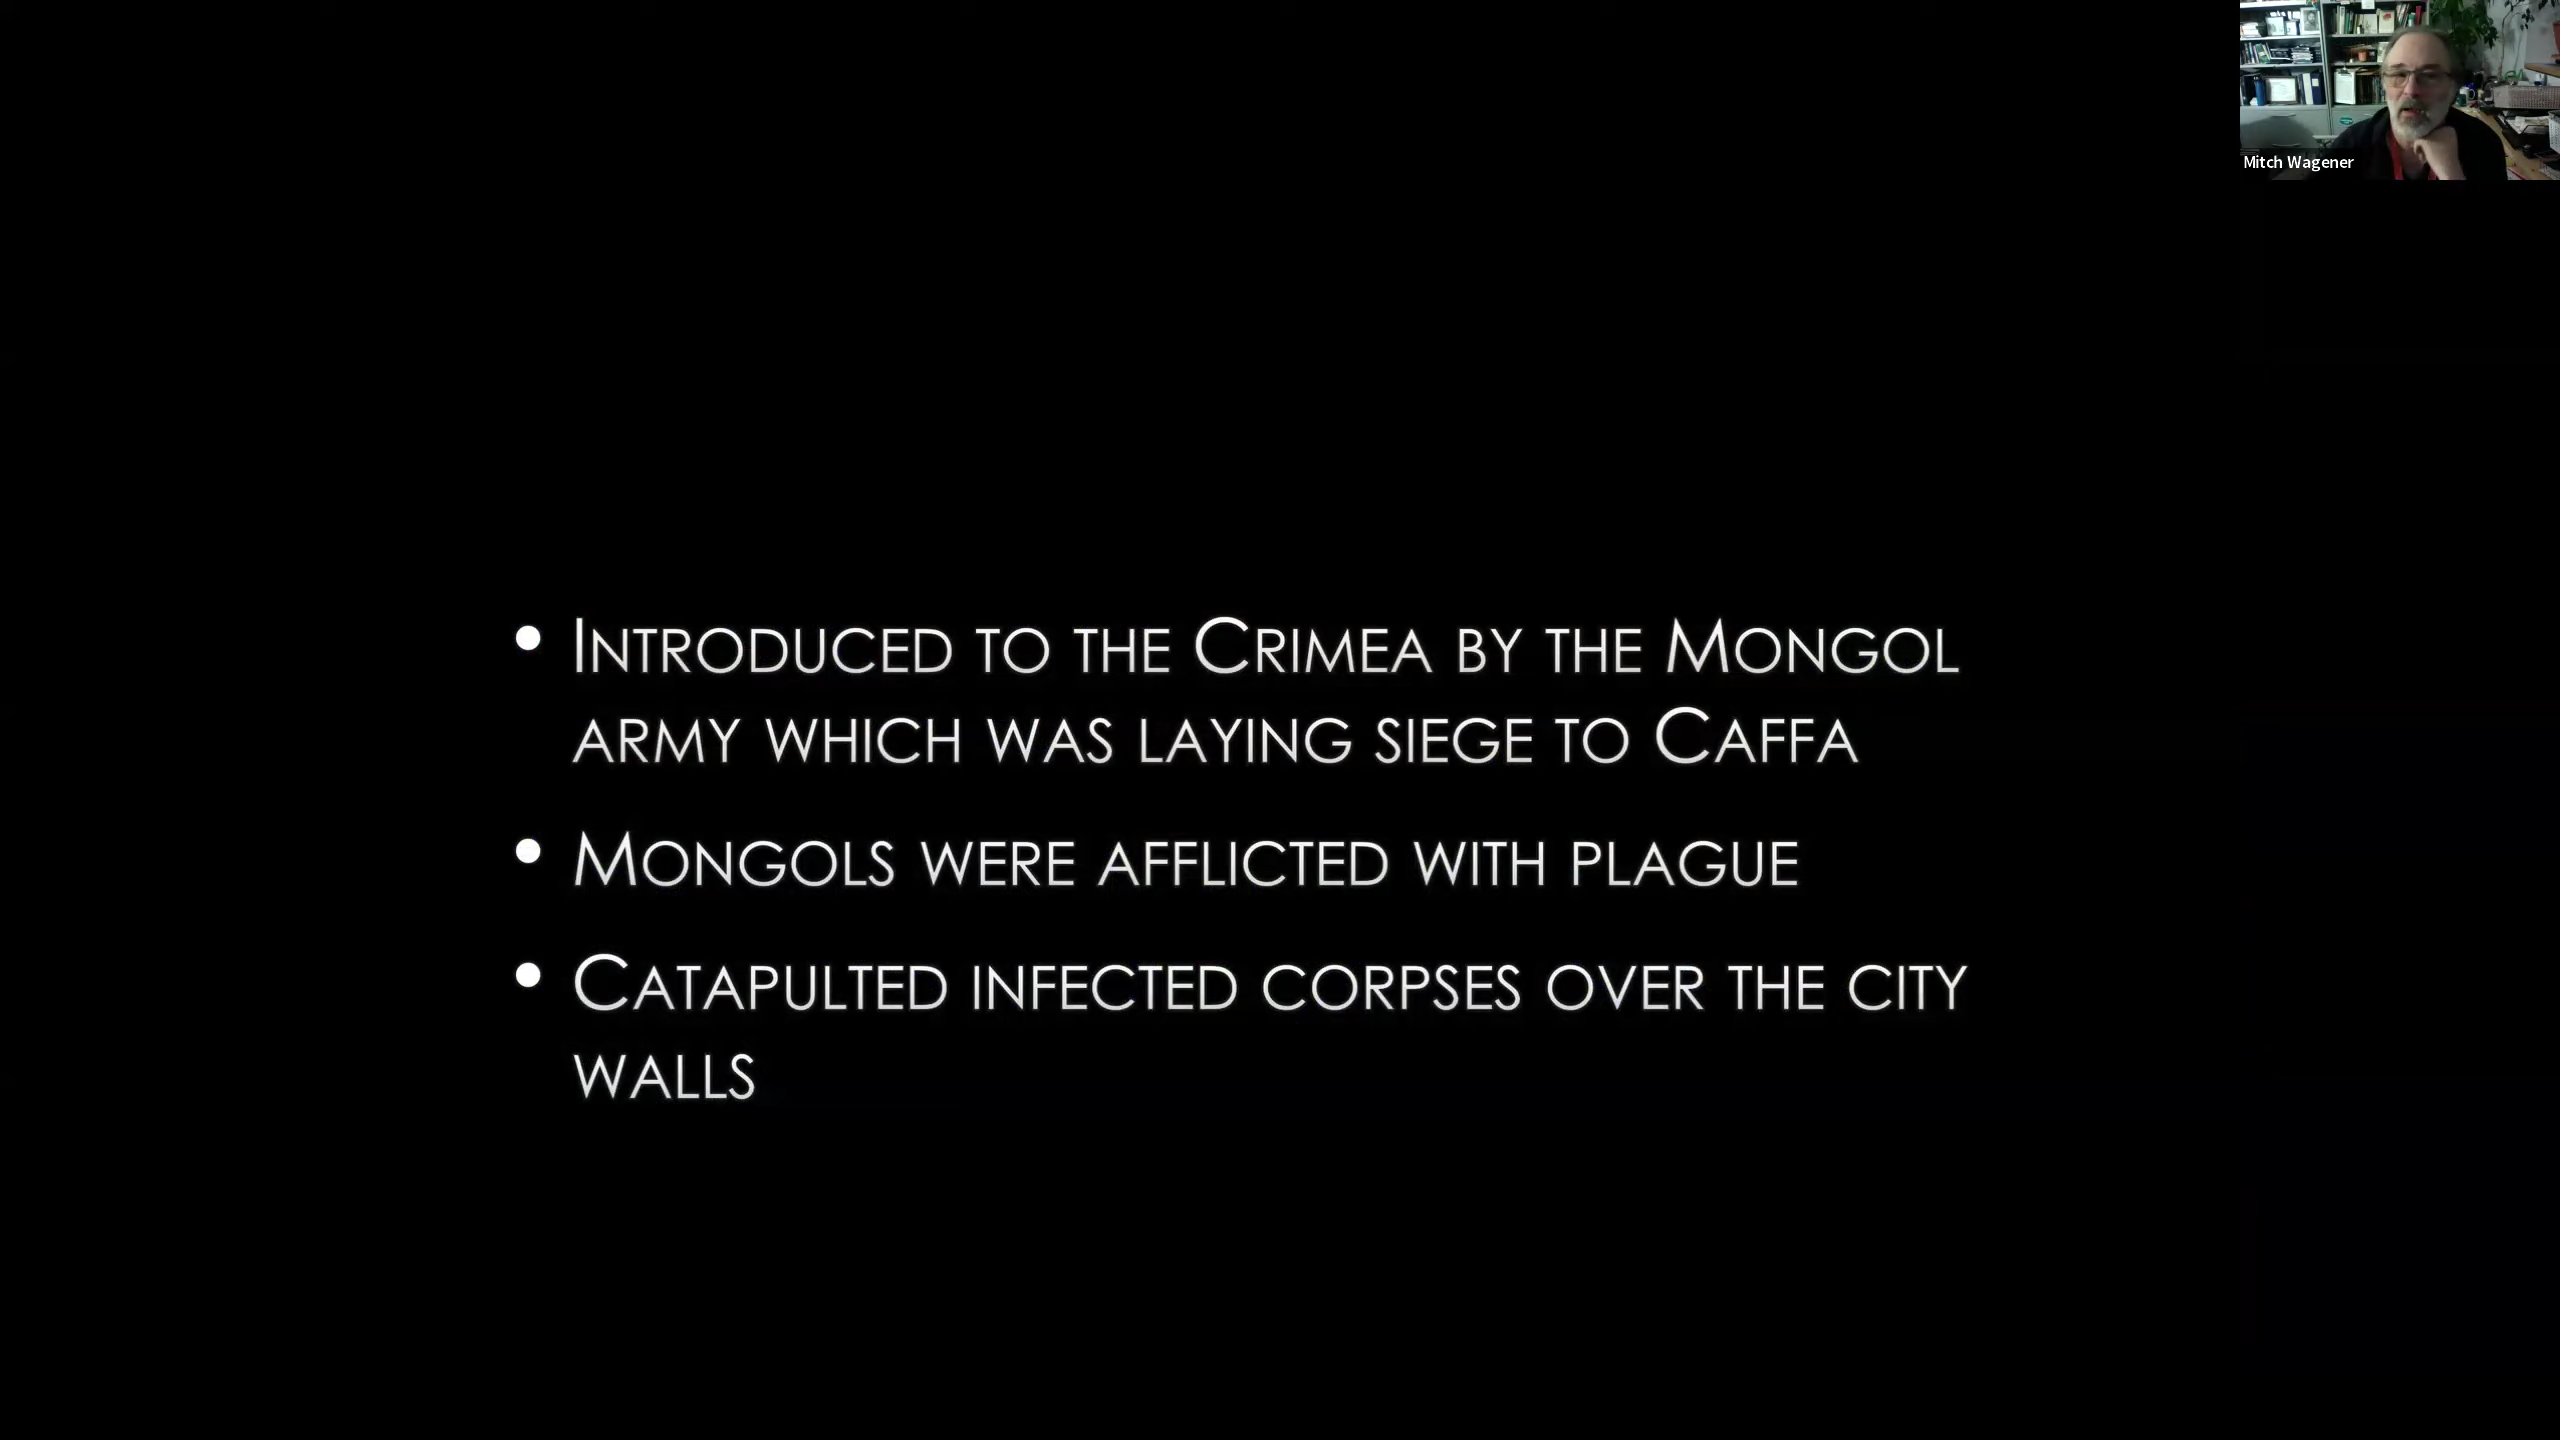 Mitch Wagener
• Introduced to the Crimea by the Mongol
army which was laying siege to Caffa
• Mongols were afflicted with plague
• Catapulted infected corpses over the city
walls